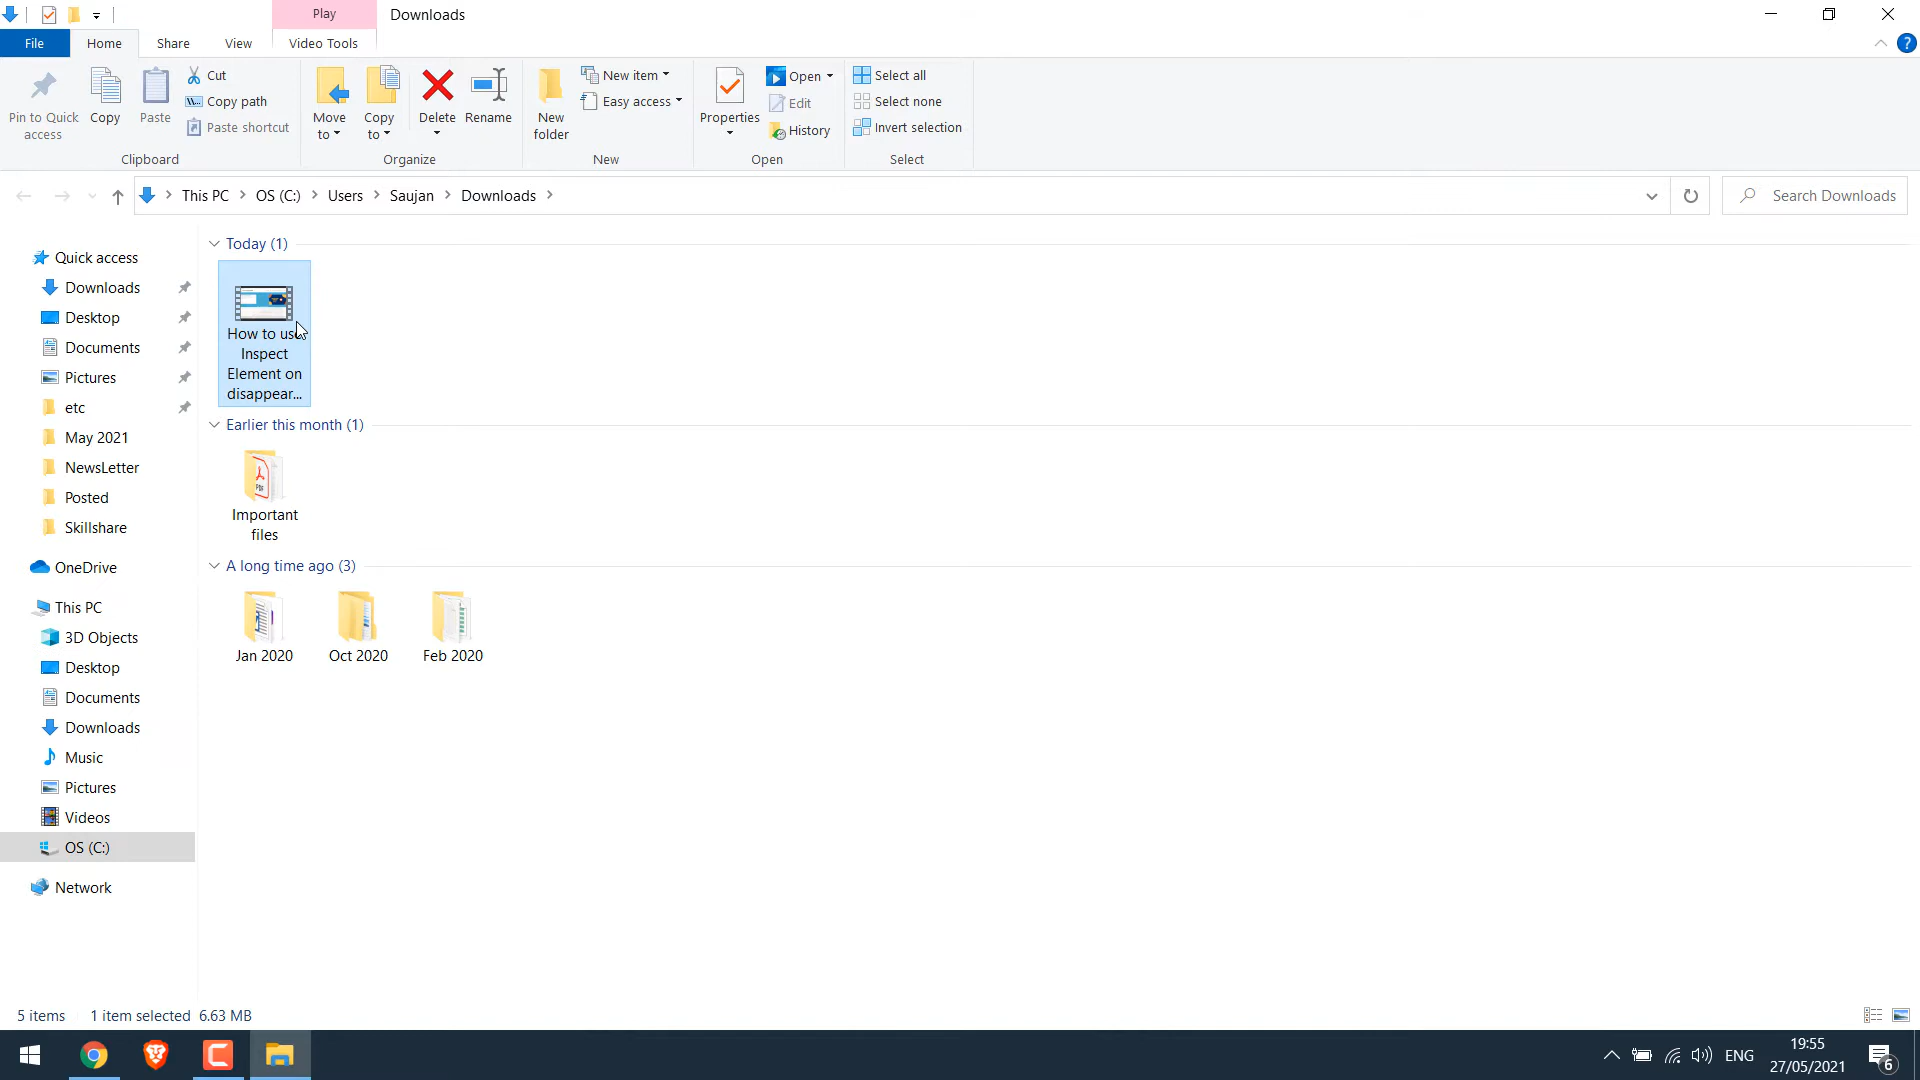 Play
Downloads
File
Home
Share
View
Video Tools
Pin to Quick
access
Copy
Paste
Cut
Copy path
Paste shortcut
Clipboard
Move
to
Copy
to
Delete
Rename
Organize
New
folder
New item
Easy access
New
Properties
Open
Edit
History
Open
Select all
Select none
Invert selection
Select
This PC
OS (C:)
Users
Saujan
Downloads
Search Downloads
Quick access
Downloads
Desktop
Documents
Pictures
etc
May 2021
NewsLetter
Posted
Skillshare
OneDrive
This PC
3D Objects
Desktop
Documents
Downloads
Music
Pictures
Videos
OS (C:)
Network
Today (1)
How to use
Inspect
Element on
disappear...
Earlier this month (1)
PDF
Important
files
A long time ago (3)
Jan 2020
Oct 2020
Feb 2020
5 items
1 item selected 6.63 MB
ENG
19:55
27/05/2021
6